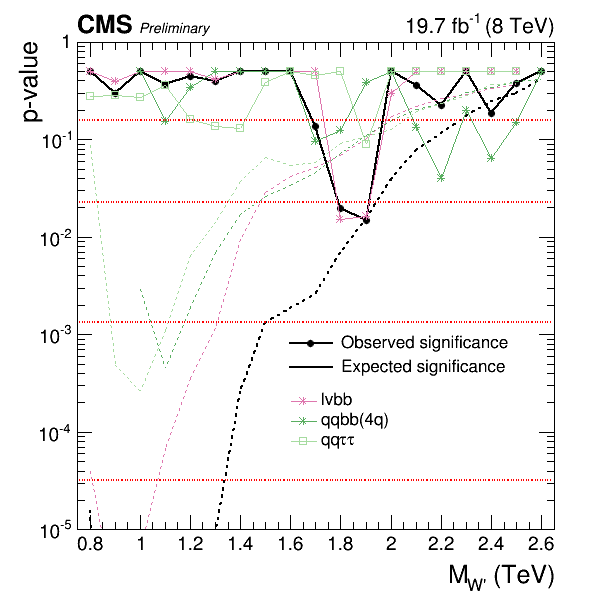 CMS Preliminary 19.7 fb⁻¹ (8 TeV)
p-value
1
10⁻¹
10⁻²
10⁻³
10⁻⁴
10⁻⁵
Observed significance
Expected significance
lvbb
qqbb(4q)
qqττ
0.8 1 1.2 1.4 1.6 1.8 2 2.2 2.4 2.6
M_W' (TeV)